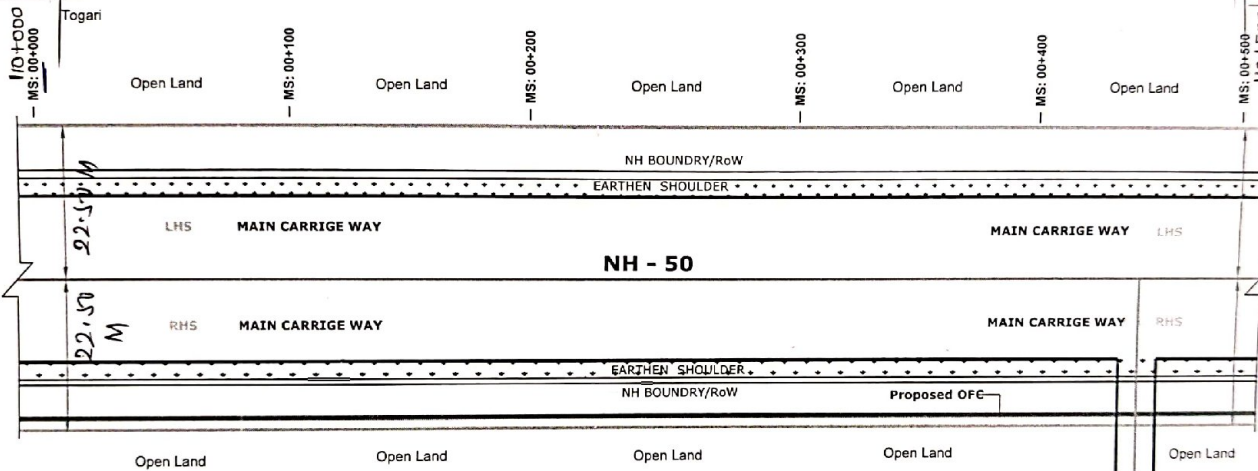 Togari
110+000
MS: 00+000
MS: 00+100
MS: 00+200
MS: 00+300
MS: 00+400
MS: 00+500
Open Land Open Land Open Land Open Land Open Land
NH BOUNDRY/RoW
EARTHEN SHOULDER
22.50 M
LHS MAIN CARRIGE WAY MAIN CARRIGE WAY LHS
NH - 50
22.50 M
RHS MAIN CARRIGE WAY MAIN CARRIGE WAY RHS
EARTHEN SHOULDER
NH BOUNDRY/RoW Proposed OFC
Open Land Open Land Open Land Open Land Open Land